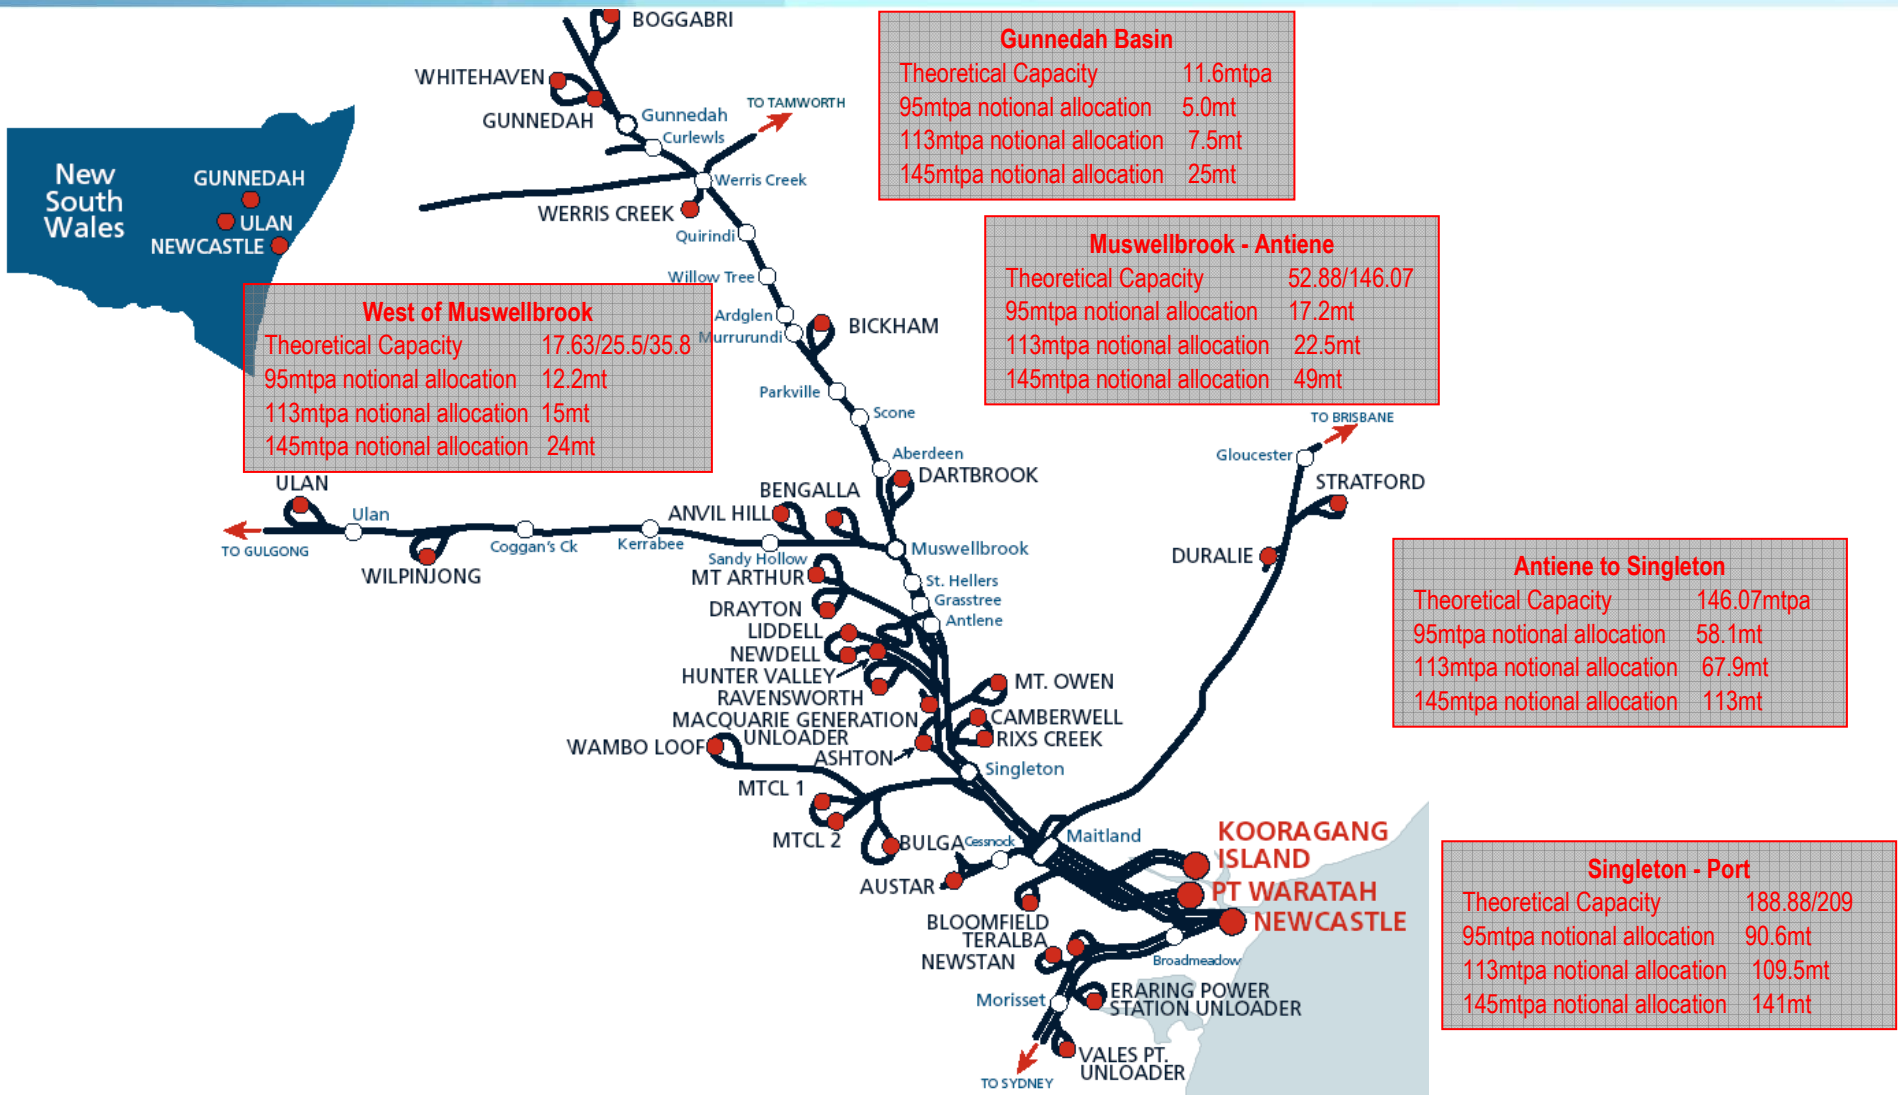 BOGGABRI
WHITEHAVEN
GUNNEDAH
Gunnedah
Curlewls
TO TAMWORTH
Werris Creek
WERRIS CREEK
Quirindi
Willow Tree
Ardglen
Murrurundi
BICKHAM
Parkville
Scone
Aberdeen
DARTBROOK
New
South
Wales
GUNNEDAH
ULAN
NEWCASTLE
Gunnedah Basin
Theoretical Capacity 11.6mtpa
95mtpa notional allocation 5.0mt
113mtpa notional allocation 7.5mt
145mtpa notional allocation 25mt
Muswellbrook - Antiene
Theoretical Capacity 52.88/146.07
95mtpa notional allocation 17.2mt
113mtpa notional allocation 22.5mt
145mtpa notional allocation 49mt
West of Muswellbrook
Theoretical Capacity 17.63/25.5/35.8
95mtpa notional allocation 12.2mt
113mtpa notional allocation 15mt
145mtpa notional allocation 24mt
TO BRISBANE
Gloucester
STRATFORD
DURALIE
ULAN
Ulan
TO GULGONG
WILPINJONG
Coggan's Ck
Kerrabee
ANVIL HILL
BENGALLA
Sandy Hollow
Muswellbrook
MT ARTHUR
St. Hellers
Grasstree
DRAYTON
Antlene
LIDDELL
NEWDELL
HUNTER VALLEY
RAVENSWORTH
MT. OWEN
MACQUARIE GENERATION
UNLOADER
CAMBERWELL
RIXS CREEK
ASHTON
WAMBO LOOF
Singleton
MTCL 1
MTCL 2
BULGA
Cessnock
Maitland
AUSTAR
Antiene to Singleton
Theoretical Capacity 146.07mtpa
95mtpa notional allocation 58.1mt
113mtpa notional allocation 67.9mt
145mtpa notional allocation 113mt
KOORAGANG
ISLAND
PT WARATAH
NEWCASTLE
BLOOMFIELD
TERALBA
NEWSTAN
Broadmeadow
Morisset
ERARING POWER
STATION UNLOADER
VALES PT.
UNLOADER
TO SYDNEY
Singleton - Port
Theoretical Capacity 188.88/209
95mtpa notional allocation 90.6mt
113mtpa notional allocation 109.5mt
145mtpa notional allocation 141mt